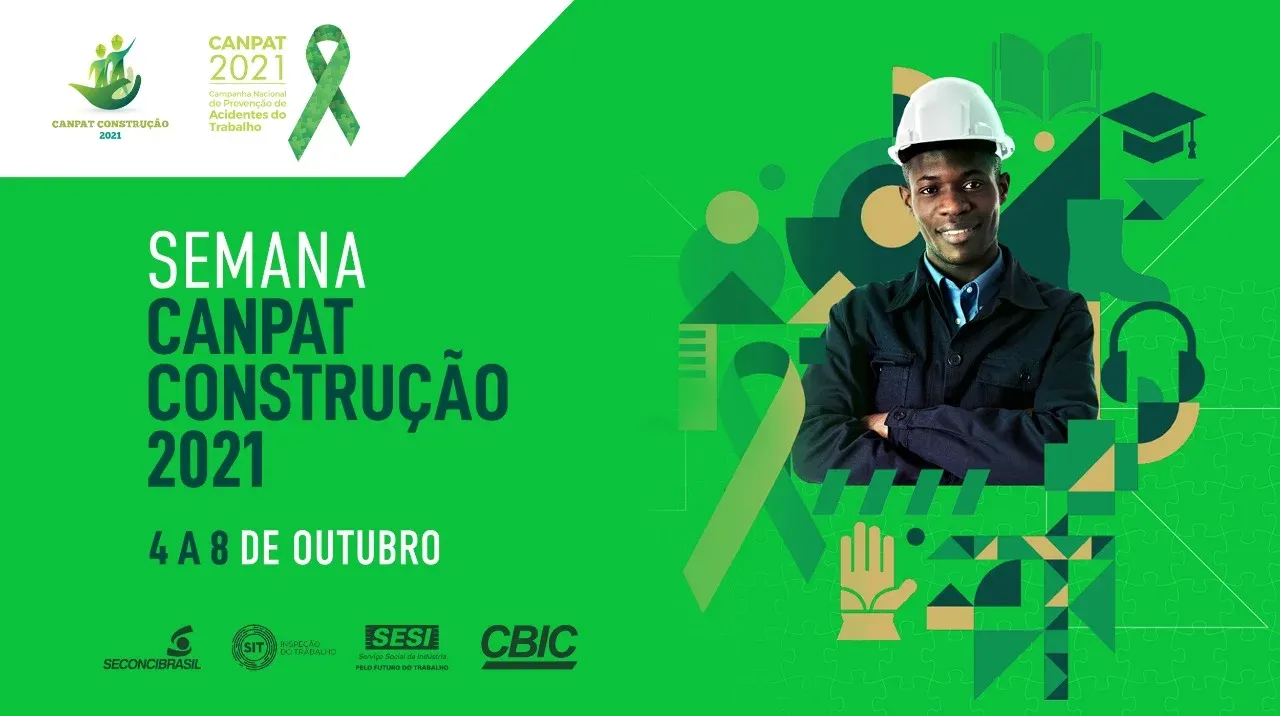 CANPAT CONSTRUÇÃO
2021
CANPAT
2021
Campanha Nacional
de Prevenção de
Acidentes do
Trabalho
SEMANA
CANPAT
CONSTRUÇÃO
2021
4 A 8 DE OUTUBRO
SECONCIBRASIL
SIT
INSPEÇÃO
DO TRABALHO
SESI
Serviço Social da Indústria
PELO FUTURO DO TRABALHO
CBIC